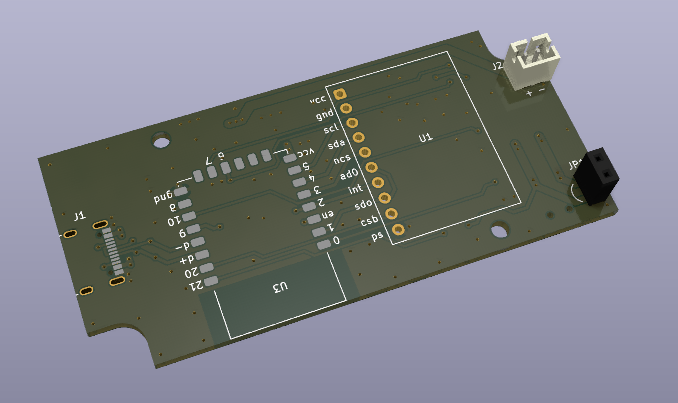 J2
+ -
vcc
gnd
scl
sda
ncs
ad0
int
sdo
csb
ps
U1
7 6
vcc
5
4
3
2
en
1
0
gnd
8
10
9
d-
d+
20
21
J1
U3